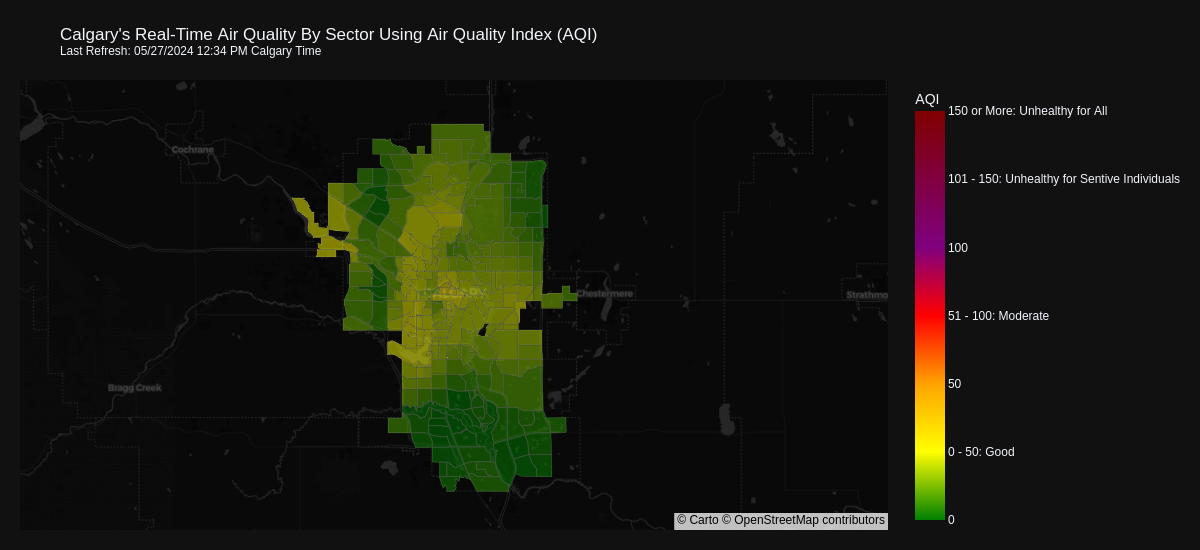 Calgary's Real-Time Air Quality By Sector Using Air Quality Index (AQI)
Last Refresh: 05/27/2024 12:34 PM Calgary Time
AQI
150 or More: Unhealthy for All
101 - 150: Unhealthy for Sentive Individuals
100
51 - 100: Moderate
50
0 - 50: Good
0
Cochrane
CALGARY
Chestermere
Strathmo
Bragg Creek
© Carto © OpenStreetMap contributors